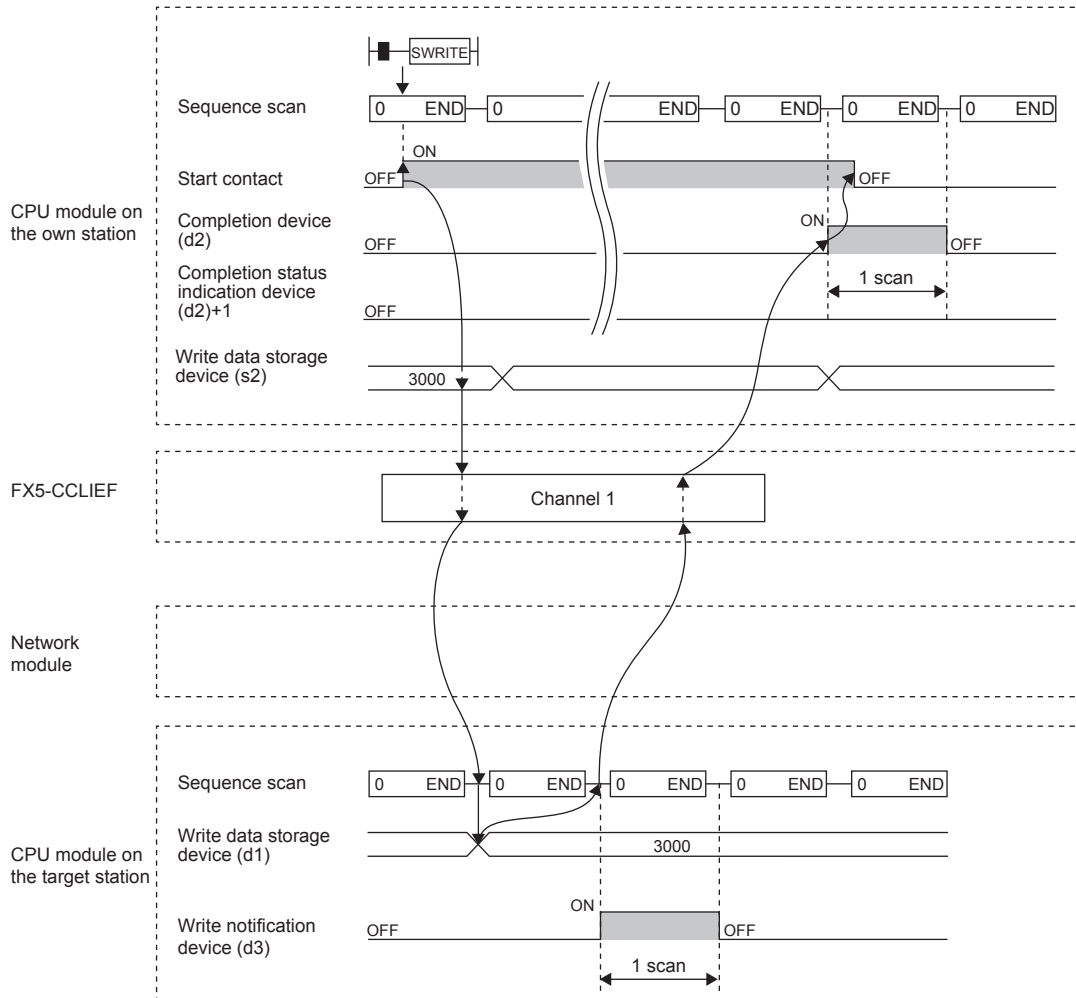 SWRITE
Sequence scan
0 END 0 END 0 END 0 END 0 END
ON
Start contact
OFF OFF
CPU module on
the own station
Completion device
(d2)
ON
OFF OFF
1 scan
Completion status
indication device
(d2)+1
OFF
Write data storage
device (s2)
3000
FX5-CCLIEF
Channel 1
Network
module
Sequence scan
0 END 0 END 0 END 0 END 0 END
Write data storage
device (d1)
3000
CPU module on
the target station
ON
Write notification
device (d3)
OFF OFF
1 scan